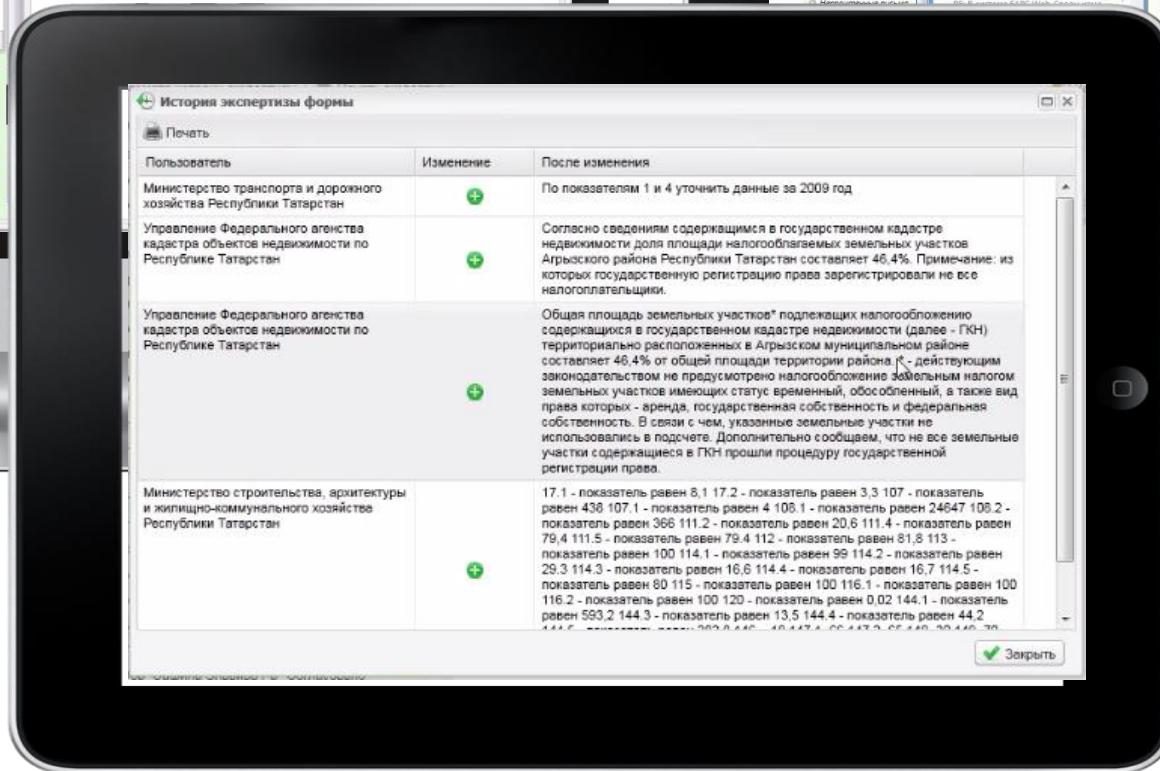 История экспертизы формы
Печать
Пользователь Изменение После изменения
Министерство транспорта и дорожного
хозяйства Республики Татарстан
По показателям 1 и 4 уточнить данные за 2009 год
Управление Федерального агенства
кадастра объектов недвижимости по
Республике Татарстан
Согласно сведениям содержащимся в государственном кадастре
недвижимости доля площади налогооблагаемых земельных участков
Агрызского района Республики Татарстан составляет 46,4%. Примечание: из
которых государственную регистрацию права зарегистрировали не все
налогоплательщики.
Управление Федерального агенства
кадастра объектов недвижимости по
Республике Татарстан
Общая площадь земельных участков* подлежащих налогообложению
содержащихся в государственном кадастре недвижимости (далее - ГКН)
территориально расположенных в Агрызском муниципальном районе
составляет 46,4% от общей площади территории района. * - действующим
законодательством не предусмотрено налогообложение земельным налогом
земельных участков имеющих статус временный, обособленный, а также вид
права которых - аренда, государственная собственность и федеральная
собственность. В связи с чем, указанные земельные участки не
использовались в подсчете. Дополнительно сообщаем, что не все земельные
участки содержащиеся в ГКН прошли процедуру государственной
регистрации права.
Министерство строительства, архитектуры
и жилищно-коммунального хозяйства
Республики Татарстан
17.1 - показатель равен 8,1 17.2 - показатель равен 3,3 107 - показатель
равен 438 107.1 - показатель равен 4 108.1 - показатель равен 24647 108.2 -
показатель равен 366 111.2 - показатель равен 20,6 111.4 - показатель равен
79,4 111.5 - показатель равен 79.4 112 - показатель равен 81,8 113 -
показатель равен 100 114.1 - показатель равен 99 114.2 - показатель равен
29.3 114.3 - показатель равен 16,6 114.4 - показатель равен 16,7 114.5 -
показатель равен 80 115 - показатель равен 100 116.1 - показатель равен 100
116.2 - показатель равен 100 120 - показатель равен 0,02 144.1 - показатель
равен 593,2 144.3 - показатель равен 13,5 144.4 - показатель равен 44,2
Закрыть